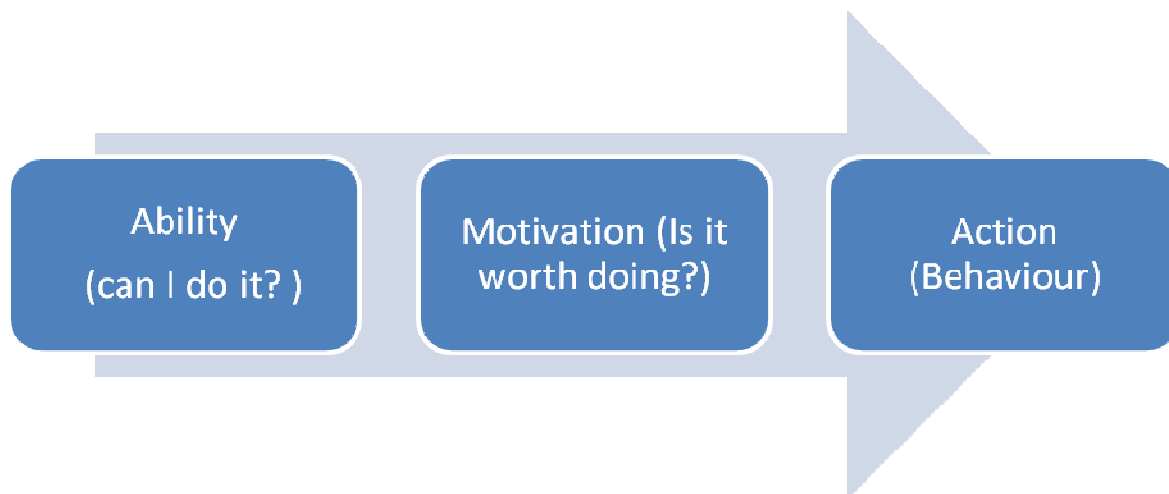 Ability
(can I do it? )
Motivation (Is it
worth doing?)
Action
(Behaviour)